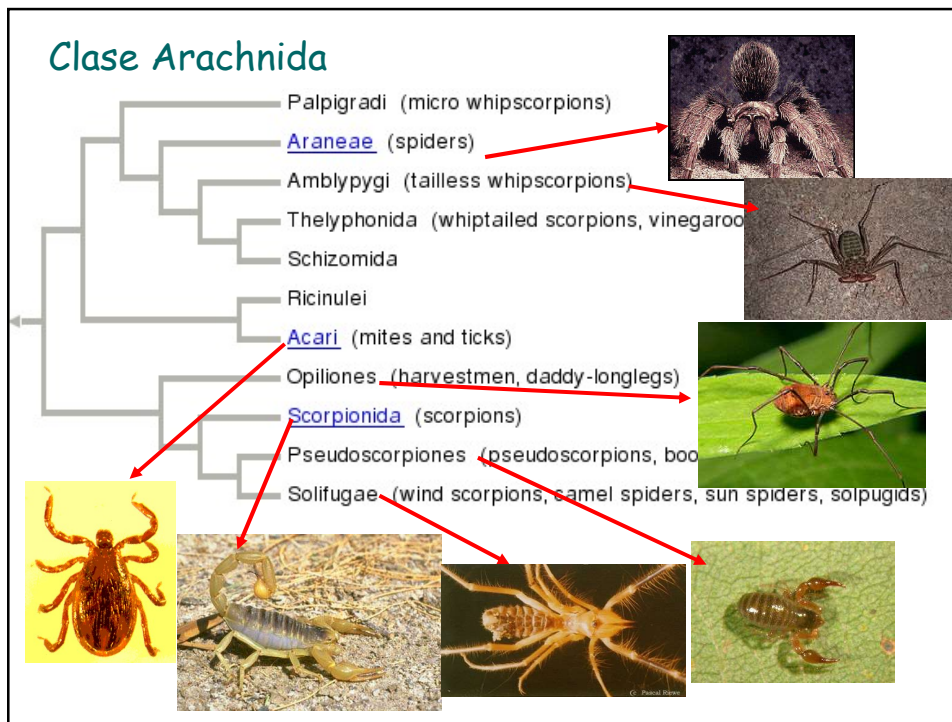 Clase Arachnida
Palpigradi (micro whipscorpions)
Araneae (spiders)
Amblypygi (tailless whipscorpions)
Thelyphonida (whiptailed scorpions, vinegaroo
Schizomida
Ricinulei
Acari (mites and ticks)
Opiliones (harvestmen, daddy-longlegs)
Scorpionida (scorpions)
Pseudoscorpiones (pseudoscorpions, boo
Solifugae (wind scorpions, camel spiders, sun spiders, solpugids)
© Pascal Riewe